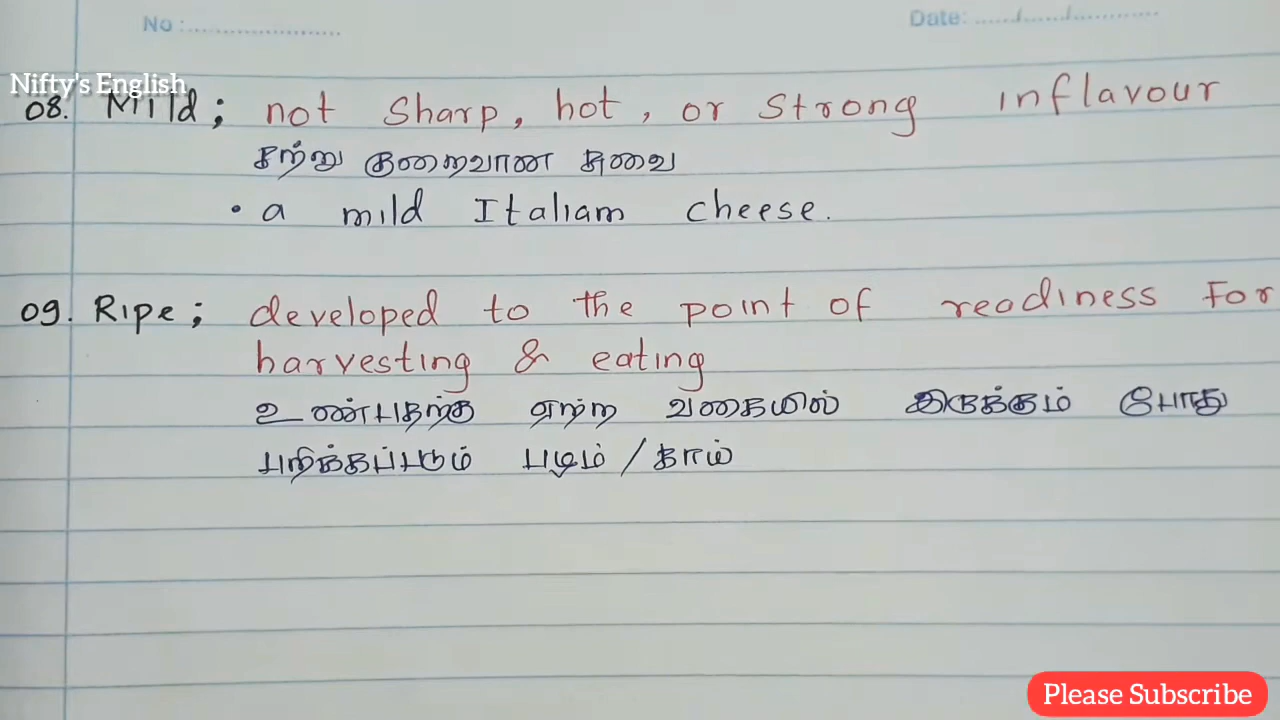 No :........................
Date: ....../....../................
Nifty's English
08. Mild; not sharp, hot, or strong inflavour
சற்று குறைவான சுவை
• a mild Italian cheese.
09. Ripe; developed to the point of readiness For
harvesting & eating
உண்பதற்கு ஏற்ற வகையில் இருக்கும் போது
பறிக்கப்படும் பழம் / காய்
Please Subscribe